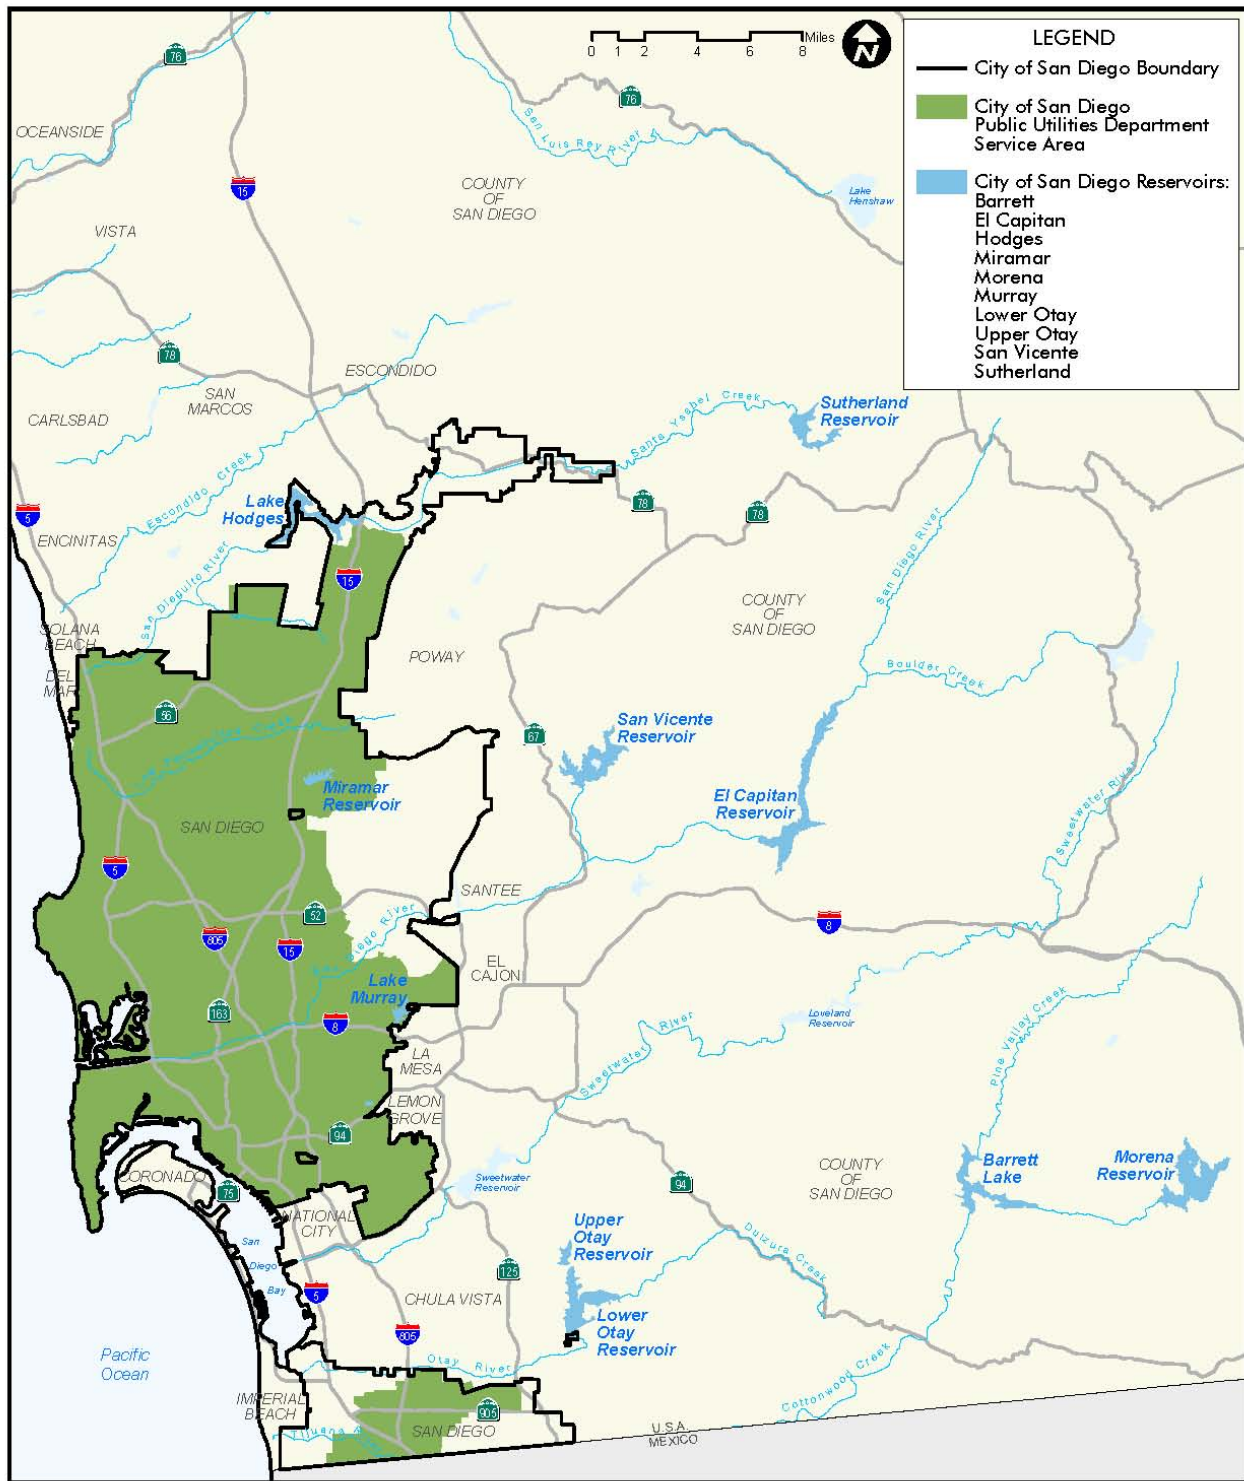 0 1 2 4 6 8 Miles
N
LEGEND
City of San Diego Boundary
City of San Diego
Public Utilities Department
Service Area
City of San Diego Reservoirs:
Barrett
El Capitan
Hodges
Miramar
Morena
Murray
Lower Otay
Upper Otay
San Vicente
Sutherland
76
76
OCEANSIDE
San Luis Rey River
15
COUNTY
OF
SAN DIEGO
Lake
Henshaw
VISTA
78
ESCONDIDO
SAN
MARCOS
CARLSBAD
Santa Ysabel Creek
Sutherland
Reservoir
Escondido Creek
Lake
Hodges
78
78
5
ENCINITAS
San Dieguito River
15
San Diego River
COUNTY
OF
SAN DIEGO
SOLANA
BEACH
POWAY
Boulder Creek
DEL
MAR
56
San Vicente
Reservoir
67
Los Penasquitos Creek
Miramar
Reservoir
El Capitan
Reservoir
Sweetwater River
SAN DIEGO
5
SANTEE
52
8
805
15
San Diego River
EL
CAJON
Lake
Murray
163
8
Loveland
Reservoir
Pine Valley Creek
Sweetwater River
LA
MESA
LEMON
GROVE
94
CORONADO
75
Sweetwater
Reservoir
94
COUNTY
OF
SAN DIEGO
Barrett
Lake
Morena
Reservoir
NATIONAL
CITY
Upper
Otay
Reservoir
Dulzura Creek
San
Diego
Bay
125
5
CHULA VISTA
Lower
Otay
Reservoir
805
Pacific
Ocean
Otay River
Cottonwood Creek
IMPERIAL
BEACH
905
SAN DIEGO
Tijuana River
U.S.A.
MEXICO